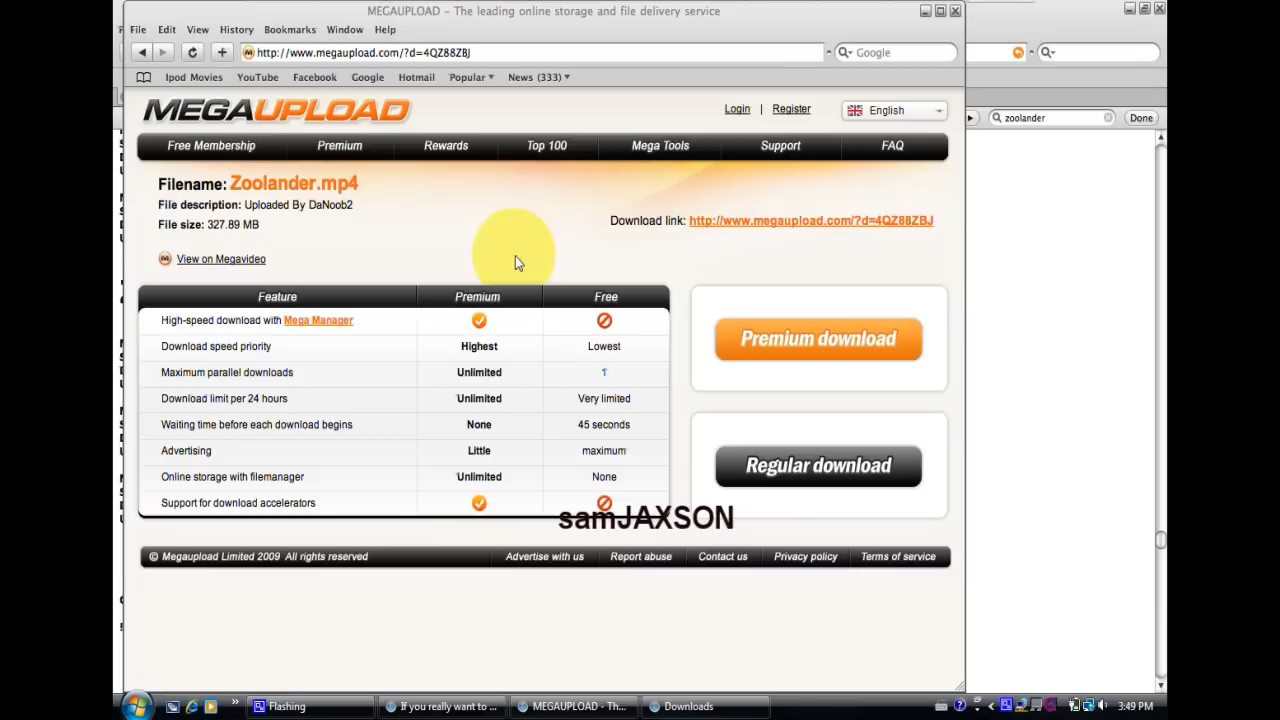 MEGAUPLOAD - The leading online storage and file delivery service
File Edit View History Bookmarks Window Help
http://www.megaupload.com/?d=4QZ88ZBJ
Google
Ipod Movies YouTube Facebook Google Hotmail Popular News (333)
MEGAUPLOAD
Login | Register
English
zoolander
Done
Free Membership Premium Rewards Top 100 Mega Tools Support FAQ
Filename: Zoolander.mp4
File description: Uploaded By DaNoob2
File size: 327.89 MB
Download link: http://www.megaupload.com/?d=4QZ88ZBJ
View on Megavideo
Feature Premium Free
High-speed download with Mega Manager
Download speed priority Highest Lowest
Maximum parallel downloads Unlimited 1
Download limit per 24 hours Unlimited Very limited
Waiting time before each download begins None 45 seconds
Advertising Little maximum
Online storage with filemanager Unlimited None
Support for download accelerators
Premium download
Regular download
samJAXSON
© Megaupload Limited 2009 All rights reserved
Advertise with us Report abuse Contact us Privacy policy Terms of service
Flashing
If you really want to ...
MEGAUPLOAD - Th...
Downloads
3:49 PM